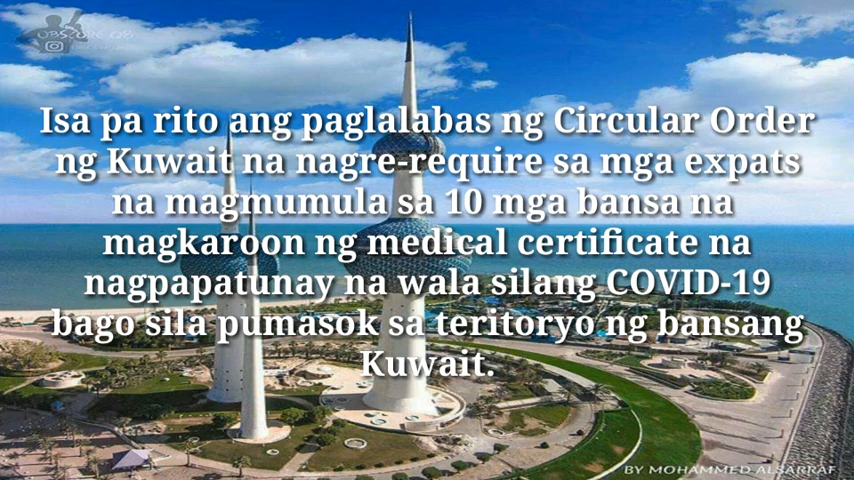 Isa pa rito ang paglalabas ng Circular Order
ng Kuwait na nagre-require sa mga expats
na magmumula sa 10 mga bansa na
magkaroon ng medical certificate na
nagpapatunay na wala silang COVID-19
bago sila pumasok sa teritoryo ng bansang
Kuwait.
BY MOHAMMED ALSARRAF